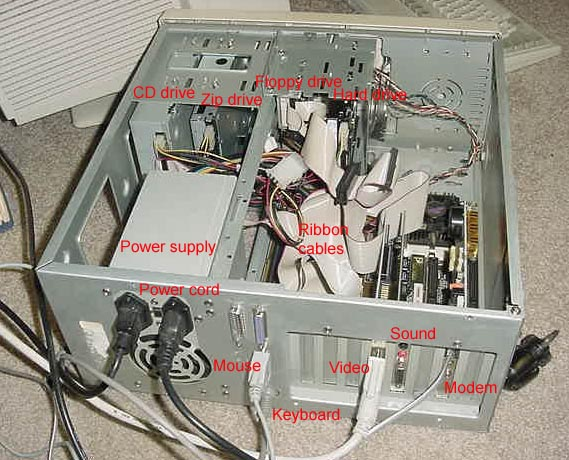 Floppy drive
CD drive
Zip drive
Hard drive
Ribbon
cables
Power supply
Power cord
Sound
Mouse
Video
Modem
Keyboard